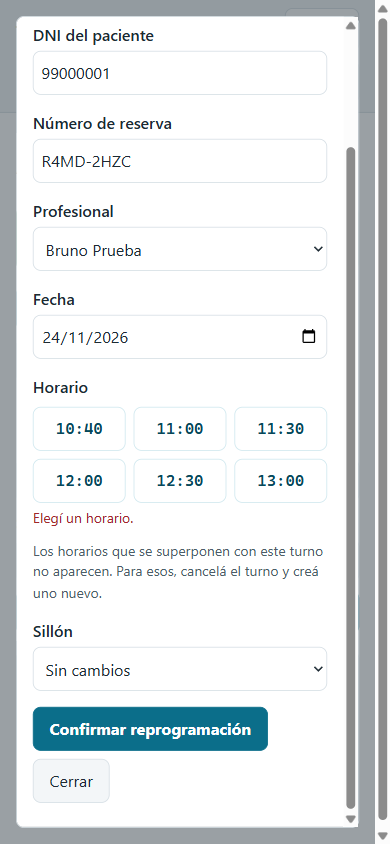 DNI del paciente
99000001
Número de reserva
R4MD-2HZC
Profesional
Bruno Prueba
Fecha
24/11/2026
Horario
10:40 11:00 11:30
12:00 12:30 13:00
Elegí un horario.
Los horarios que se superponen con este turno
no aparecen. Para esos, cancelá el turno y creá
uno nuevo.
Sillón
Sin cambios
Confirmar reprogramación
Cerrar